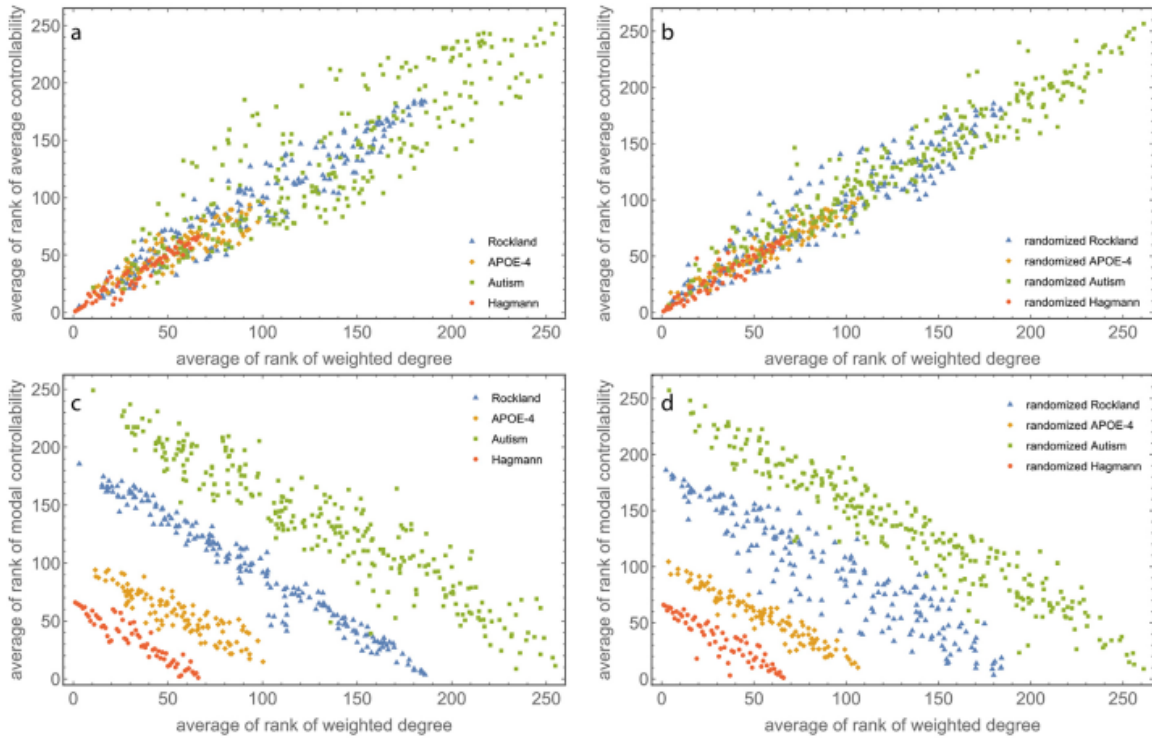 a
average of rank of average controllability
250
200
150
100
50
0
Rockland
APOE-4
Autism
Hagmann
0 50 100 150 200 250
average of rank of weighted degree
b
average of rank of average controllability
250
200
150
100
50
0
randomized Rockland
randomized APOE-4
randomized Autism
randomized Hagmann
0 50 100 150 200 250
average of rank of weighted degree
c
average of rank of modal controllability
250
200
150
100
50
0
Rockland
APOE-4
Autism
Hagmann
0 50 100 150 200 250
average of rank of weighted degree
d
average of rank of modal controllability
250
200
150
100
50
0
randomized Rockland
randomized APOE-4
randomized Autism
randomized Hagmann
0 50 100 150 200 250
average of rank of weighted degree